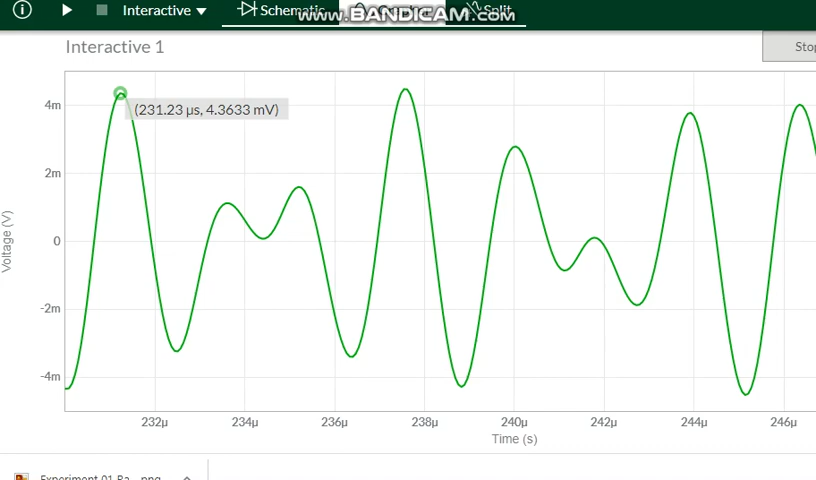 Interactive Schematic Split
www.BANDICAM.com
Interactive 1
Stop
(231.23 µs, 4.3633 mV)
4m
2m
0
-2m
-4m
Voltage (V)
232µ 234µ 236µ 238µ 240µ 242µ 244µ 246µ
Time (s)
Experiment 01 Pa....png